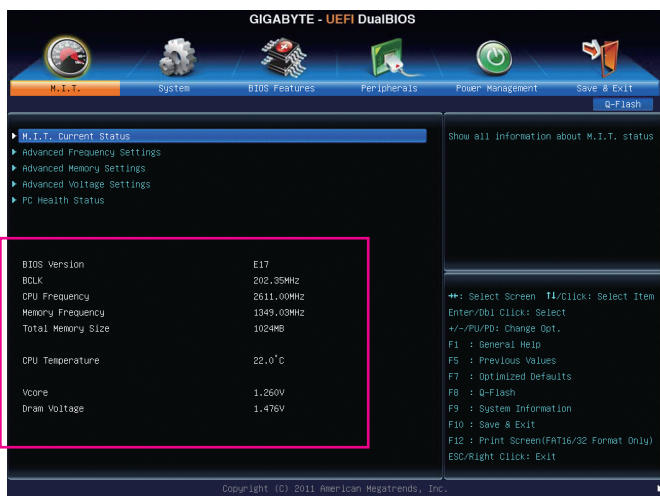 GIGABYTE - UEFI DualBIOS
M.I.T. System BIOS Features Peripherals Power Management Save & Exit
Q-Flash
M.I.T. Current Status
Advanced Frequency Settings
Advanced Memory Settings
Advanced Voltage Settings
PC Health Status
BIOS Version E17
BCLK 202.35MHz
CPU Frequency 2611.00MHz
Memory Frequency 1349.03MHz
Total Memory Size 1024MB
CPU Temperature 22.0°C
Vcore 1.260V
Dram Voltage 1.476V
Show all information about M.I.T. status
→←: Select Screen ↑↓/Click: Select Item
Enter/Dbl Click: Select
+/-/PU/PD: Change Opt.
F1 : General Help
F5 : Previous Values
F7 : Optimized Defaults
F8 : Q-Flash
F9 : System Information
F10 : Save & Exit
F12 : Print Screen(FAT16/32 Format Only)
ESC/Right Click: Exit
Copyright (C) 2011 American Megatrends, Inc.